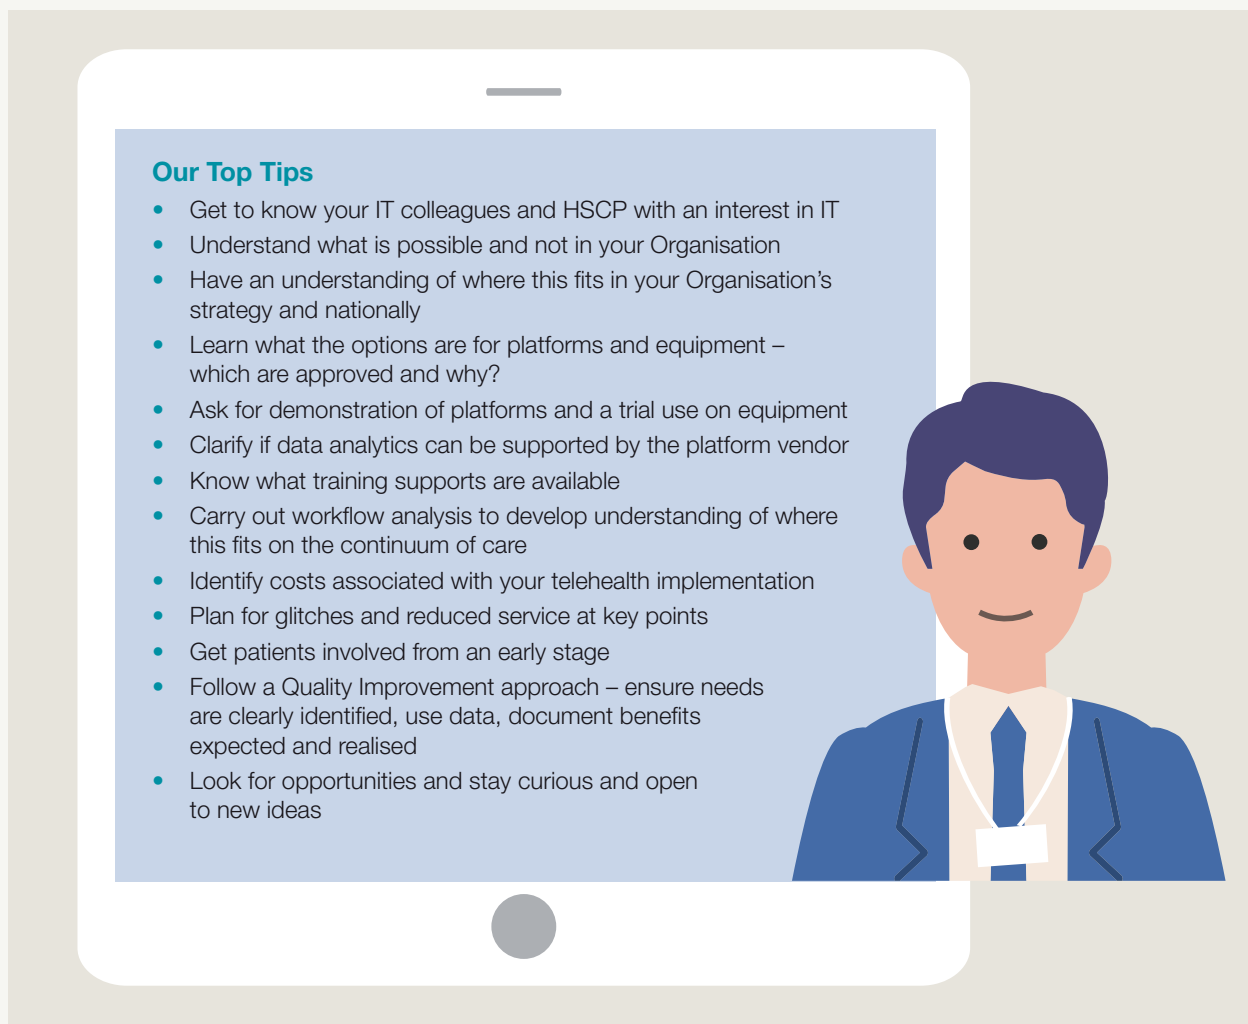 Our Top Tips
• Get to know your IT colleagues and HSCP with an interest in IT
• Understand what is possible and not in your Organisation
• Have an understanding of where this fits in your Organisation’s
strategy and nationally
• Learn what the options are for platforms and equipment –
which are approved and why?
• Ask for demonstration of platforms and a trial use on equipment
• Clarify if data analytics can be supported by the platform vendor
• Know what training supports are available
• Carry out workflow analysis to develop understanding of where
this fits on the continuum of care
• Identify costs associated with your telehealth implementation
• Plan for glitches and reduced service at key points
• Get patients involved from an early stage
• Follow a Quality Improvement approach – ensure needs
are clearly identified, use data, document benefits
expected and realised
• Look for opportunities and stay curious and open
to new ideas